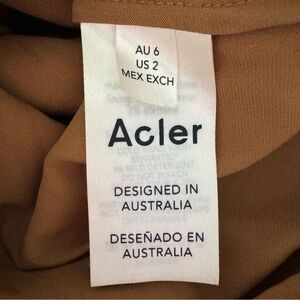 AU 6
US 2
MEX EXCH
Acler
DESIGNED IN
AUSTRALIA
DESEÑADO EN
AUSTRALIA